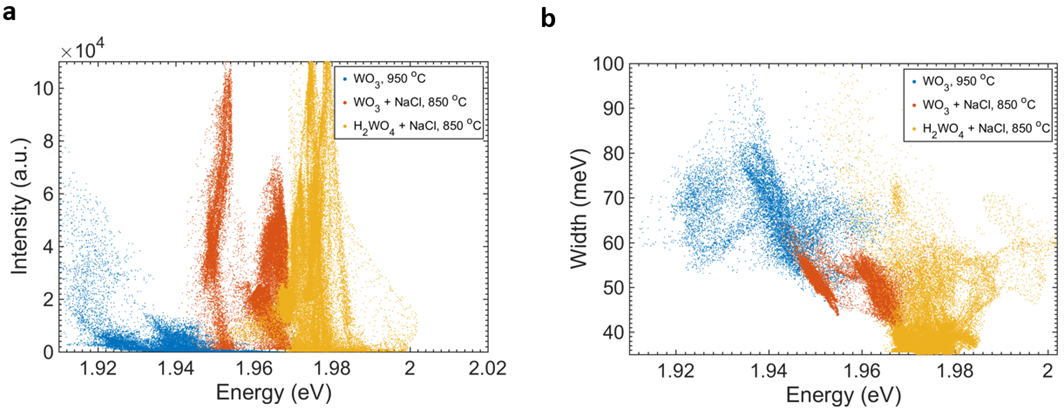 a
×10⁴
10
8
6
4
2
0
Intensity (a.u.)
1.92 1.94 1.96 1.98 2 2.02
Energy (eV)
WO₃, 950 °C
WO₃ + NaCl, 850 °C
H₂WO₄ + NaCl, 850 °C
b
100
90
80
70
60
50
40
Width (meV)
1.92 1.94 1.96 1.98 2
Energy (eV)
WO₃, 950 °C
WO₃ + NaCl, 850 °C
H₂WO₄ + NaCl, 850 °C